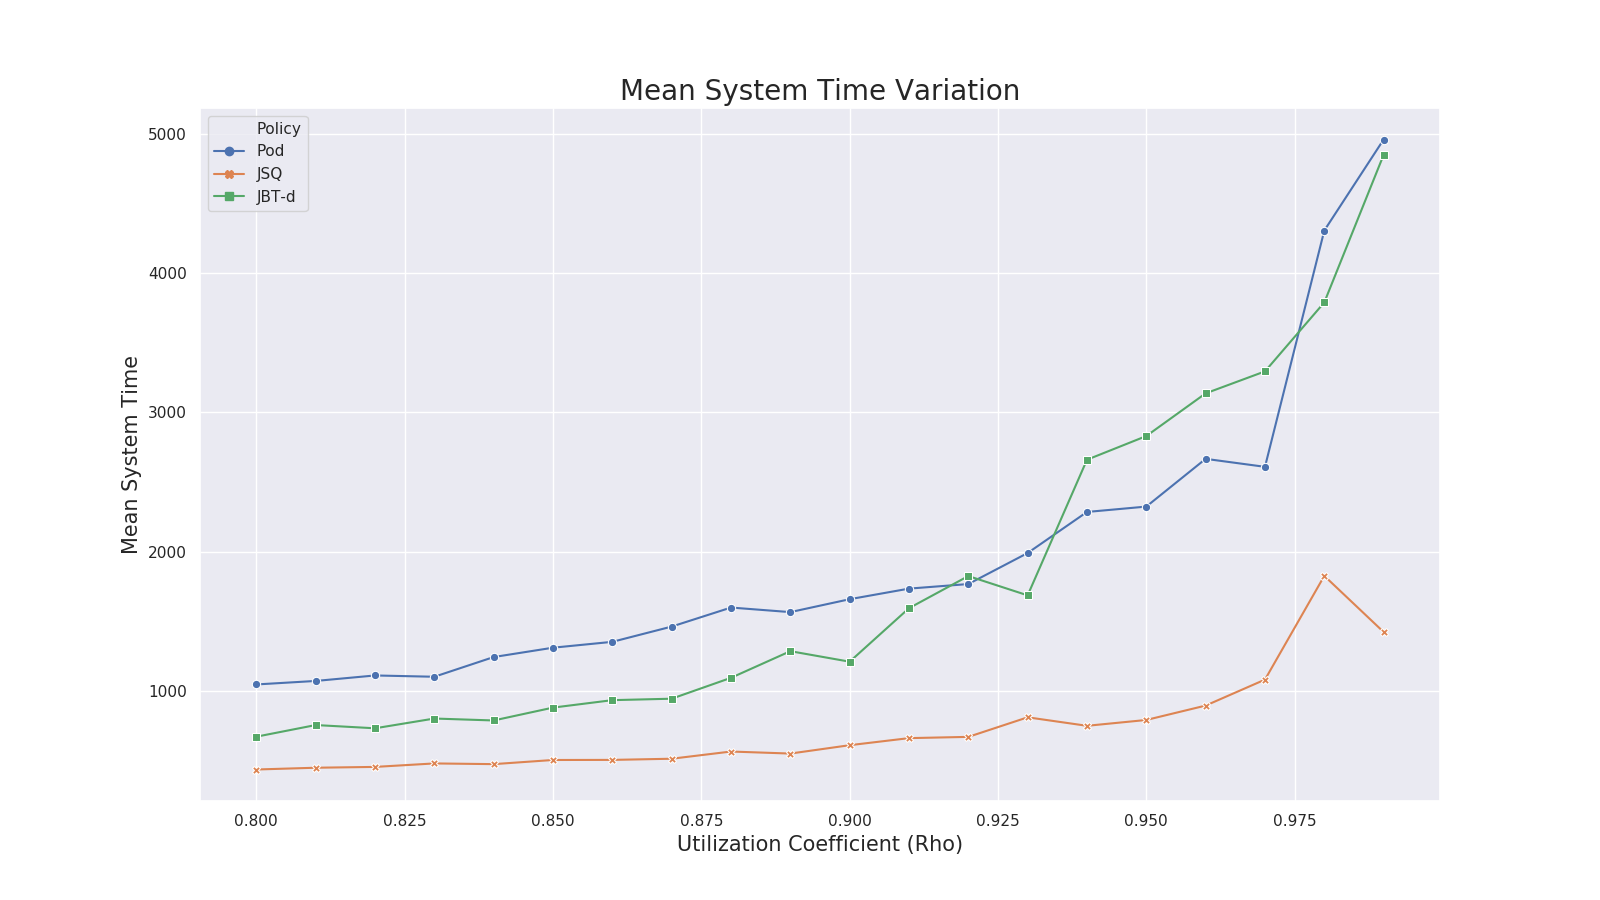 Mean System Time Variation
Policy
Pod
JSQ
JBT-d
5000
4000
3000
2000
1000
Mean System Time
0.800 0.825 0.850 0.875 0.900 0.925 0.950 0.975
Utilization Coefficient (Rho)